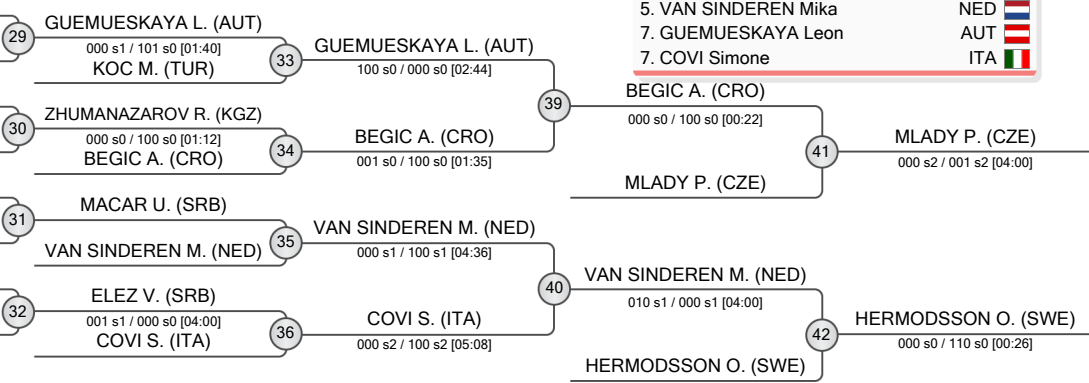 5. VAN SINDEREN Mika NED
7. GUEMUESKAYA Leon AUT
7. COVI Simone ITA
29
GUEMUESKAYA L. (AUT)
000 s1 / 101 s0 [01:40]
KOC M. (TUR)
30
ZHUMANAZAROV R. (KGZ)
000 s0 / 100 s0 [01:12]
BEGIC A. (CRO)
31
MACAR U. (SRB)
VAN SINDEREN M. (NED)
32
ELEZ V. (SRB)
001 s1 / 000 s0 [04:00]
COVI S. (ITA)
33
GUEMUESKAYA L. (AUT)
100 s0 / 000 s0 [02:44]
34
BEGIC A. (CRO)
001 s0 / 100 s0 [01:35]
35
VAN SINDEREN M. (NED)
000 s1 / 100 s1 [04:36]
36
COVI S. (ITA)
000 s2 / 100 s2 [05:08]
39
BEGIC A. (CRO)
000 s0 / 100 s0 [00:22]
MLADY P. (CZE)
40
VAN SINDEREN M. (NED)
010 s1 / 000 s1 [04:00]
HERMODSSON O. (SWE)
41
MLADY P. (CZE)
000 s2 / 001 s2 [04:00]
42
HERMODSSON O. (SWE)
000 s0 / 110 s0 [00:26]